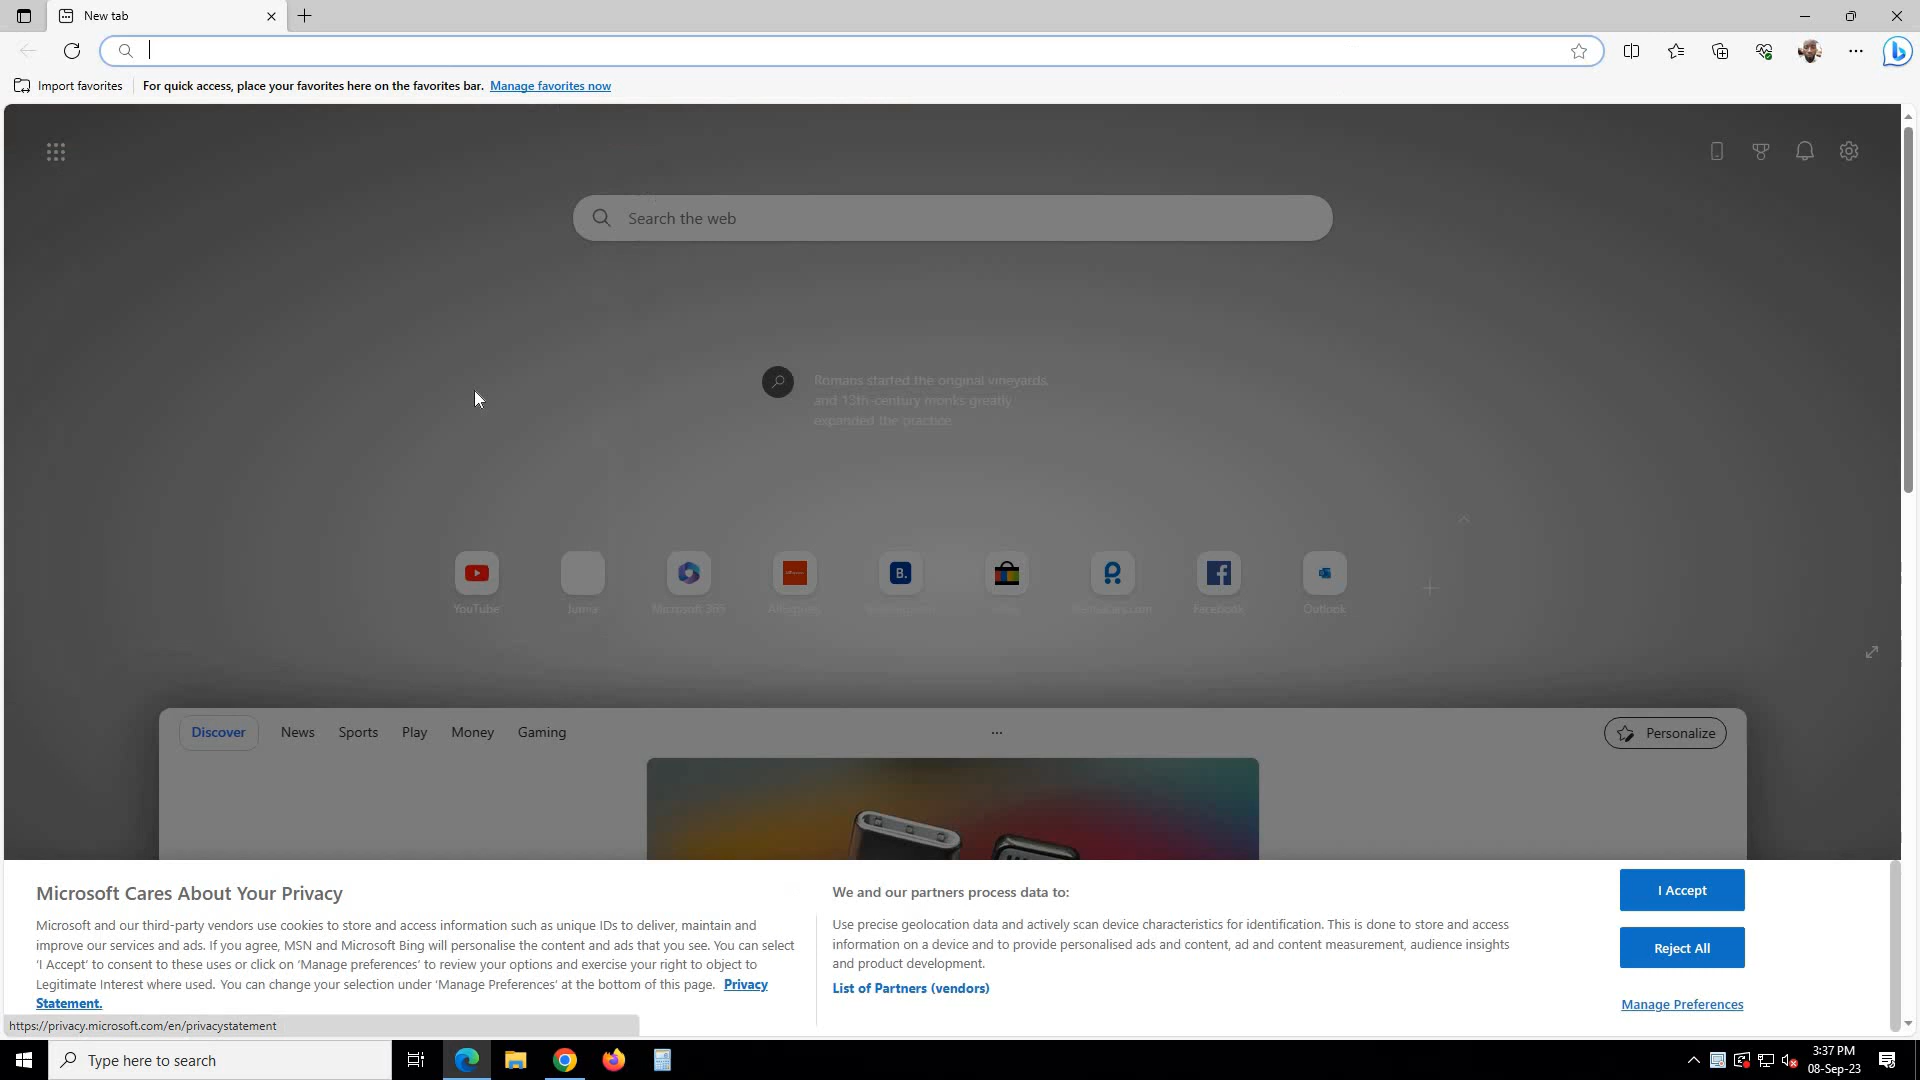 New tab
Import favorites
For quick access, place your favorites here on the favorites bar. Manage favorites now
Search the web
Romans started the original vineyards,
and 13th-century monks greatly
expanded the practice.
YouTube
Jumia
Microsoft 365
AliExpress
Facebook
Outlook
Discover
News
Sports
Play
Money
Gaming
Personalize
Microsoft Cares About Your Privacy
Microsoft and our third-party vendors use cookies to store and access information such as unique IDs to deliver, maintain and
improve our services and ads. If you agree, MSN and Microsoft Bing will personalise the content and ads that you see. You can select
'I Accept' to consent to these uses or click on 'Manage preferences' to review your options and exercise your right to object to
Legitimate Interest where used.  You can change your selection under 'Manage Preferences' at the bottom of this page.  Privacy
Statement.
We and our partners process data to:
Use precise geolocation data and actively scan device characteristics for identification. This is done to store and access
information on a device and to provide personalised ads and content, ad and content measurement, audience insights
and product development.
List of Partners (vendors)
I Accept
Reject All
Manage Preferences
https://privacy.microsoft.com/en/privacystatement
Type here to search
3:37 PM
08-Sep-23